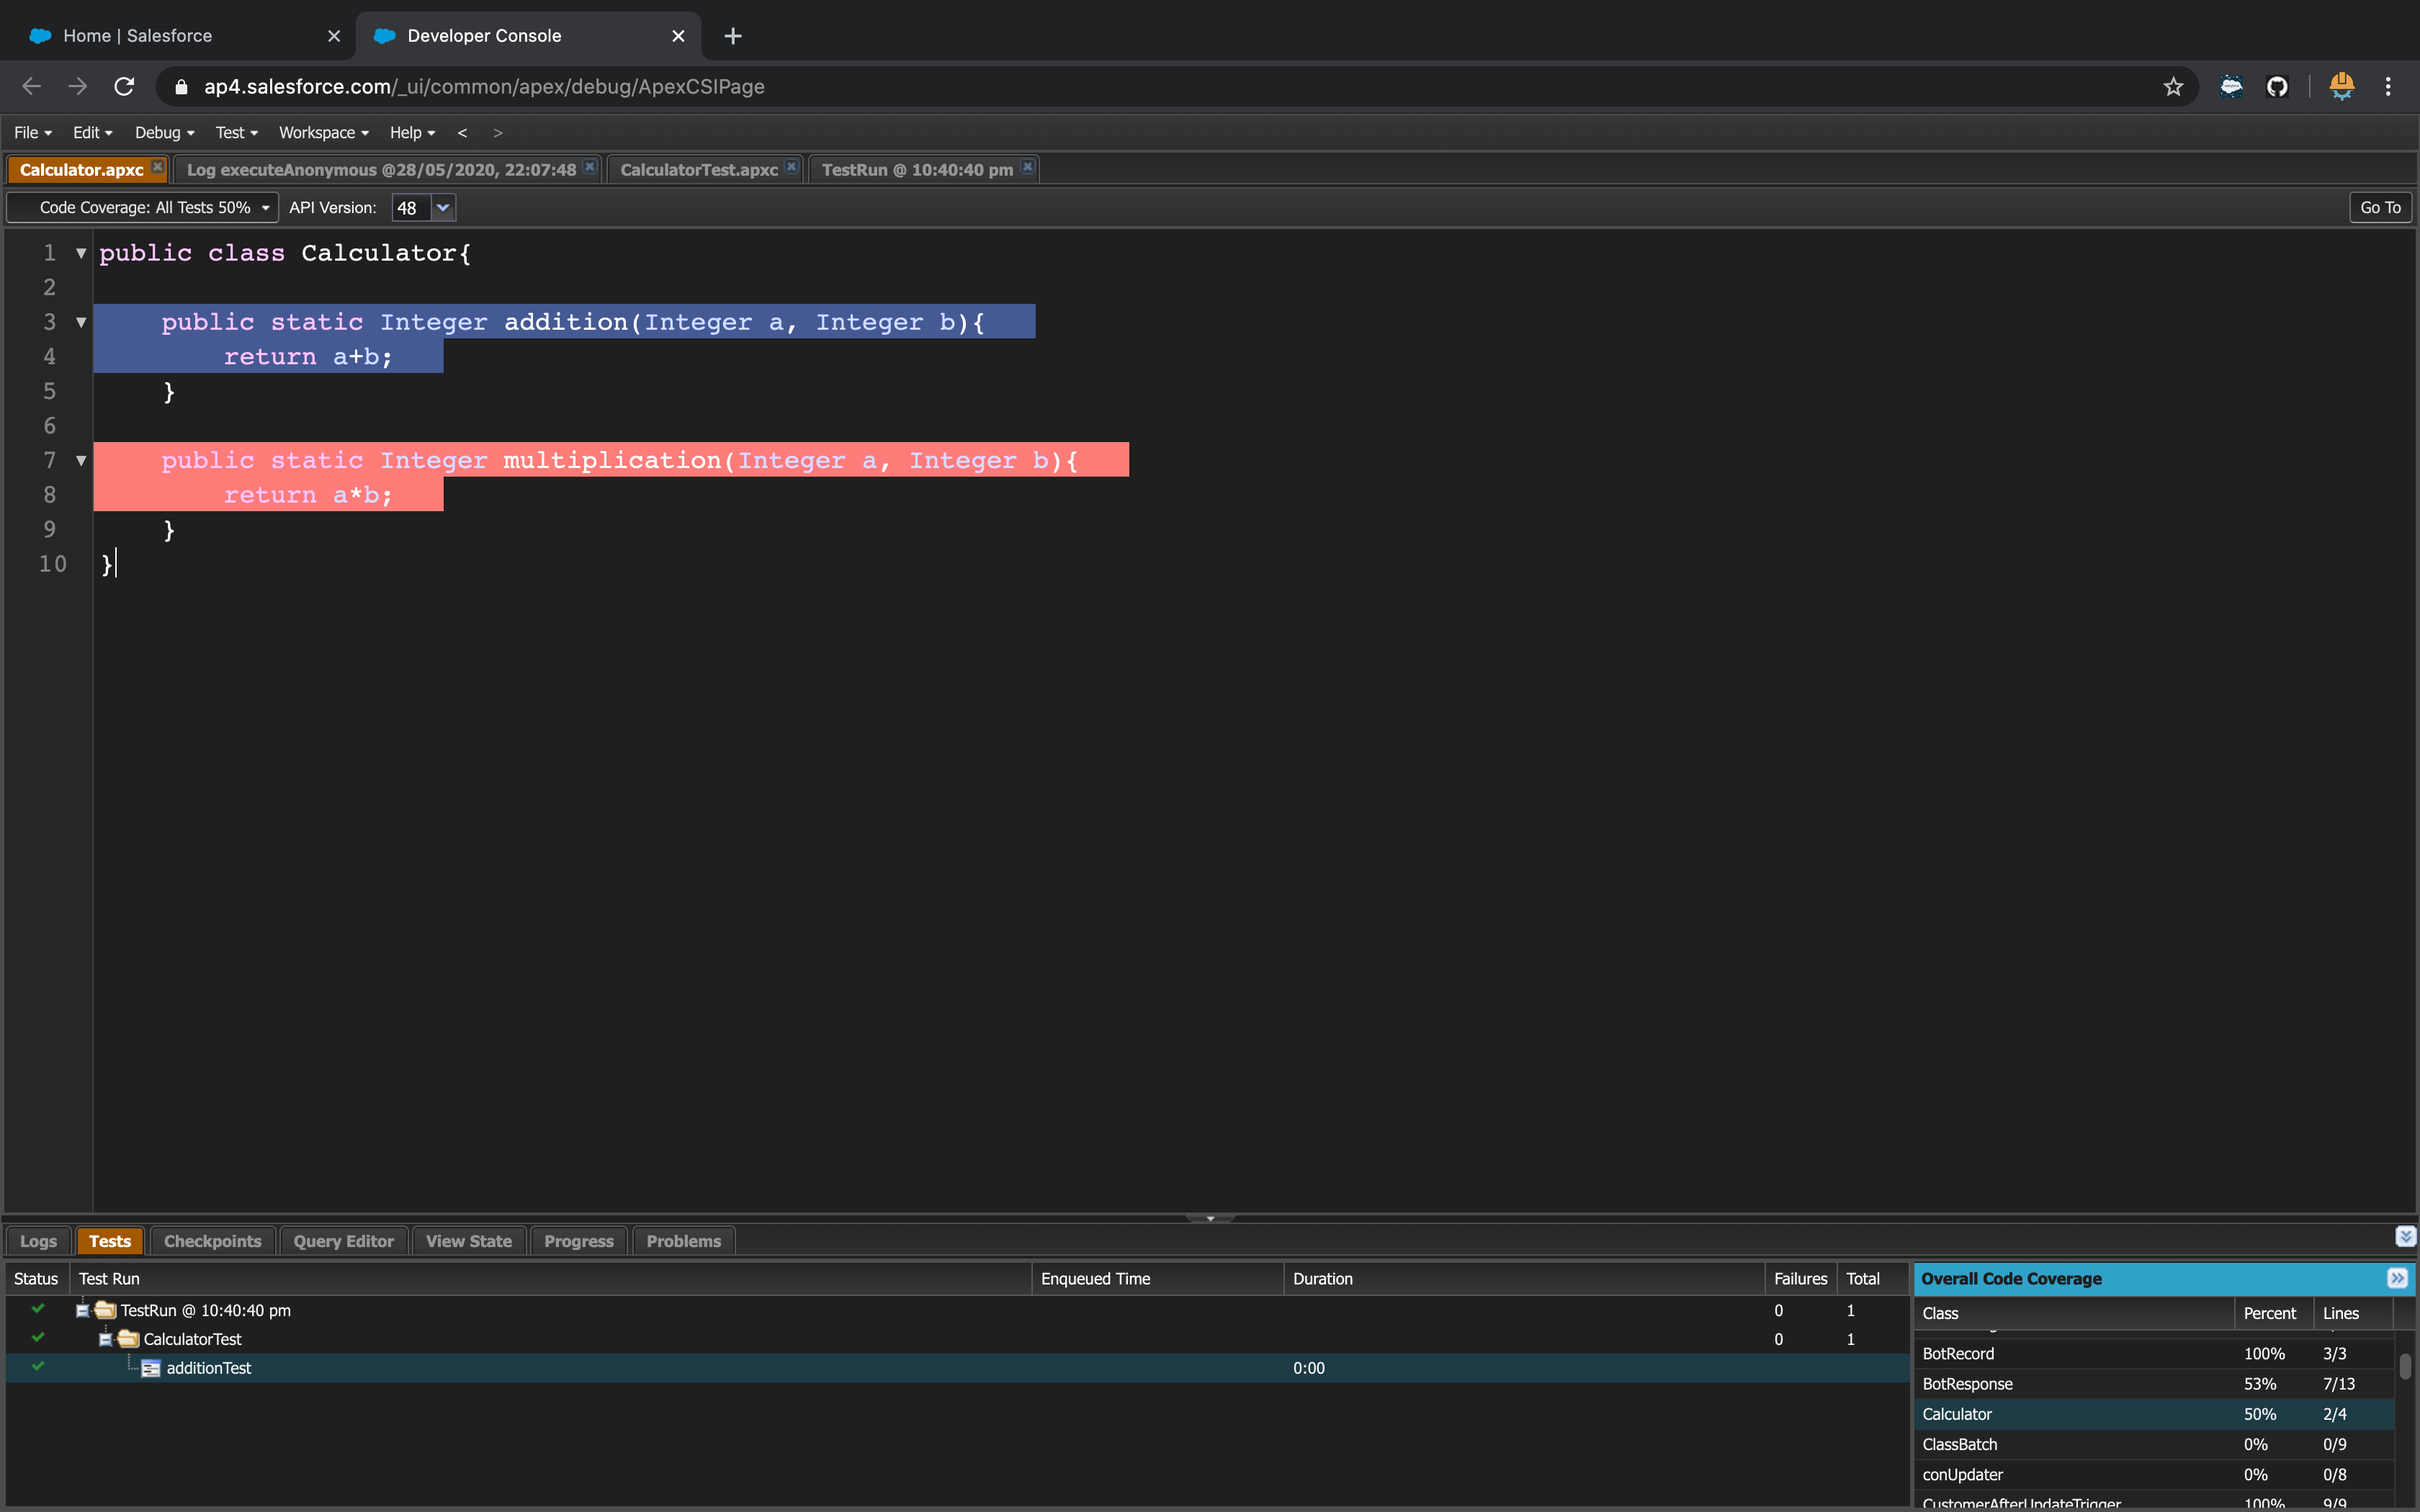 Home | Salesforce
Developer Console
ap4.salesforce.com/_ui/common/apex/debug/ApexCSIPage
File Edit Debug Test Workspace Help < >
Calculator.apxc Log executeAnonymous @28/05/2020, 22:07:48 CalculatorTest.apxc TestRun @ 10:40:40 pm
Code Coverage: All Tests 50% API Version: 48 Go To
1 public class Calculator{
2
3 public static Integer addition(Integer a, Integer b){
4 return a+b;
5 }
6
7 public static Integer multiplication(Integer a, Integer b){
8 return a*b;
9 }
10 }
Logs Tests Checkpoints Query Editor View State Progress Problems
Status Test Run Enqueued Time Duration Failures Total
TestRun @ 10:40:40 pm 0 1
CalculatorTest 0 1
additionTest 0:00
Overall Code Coverage
Class Percent Lines
BotRecord 100% 3/3
BotResponse 53% 7/13
Calculator 50% 2/4
ClassBatch 0% 0/9
conUpdater 0% 0/8
CustomerAfterUpdateTrigger 100% 9/9